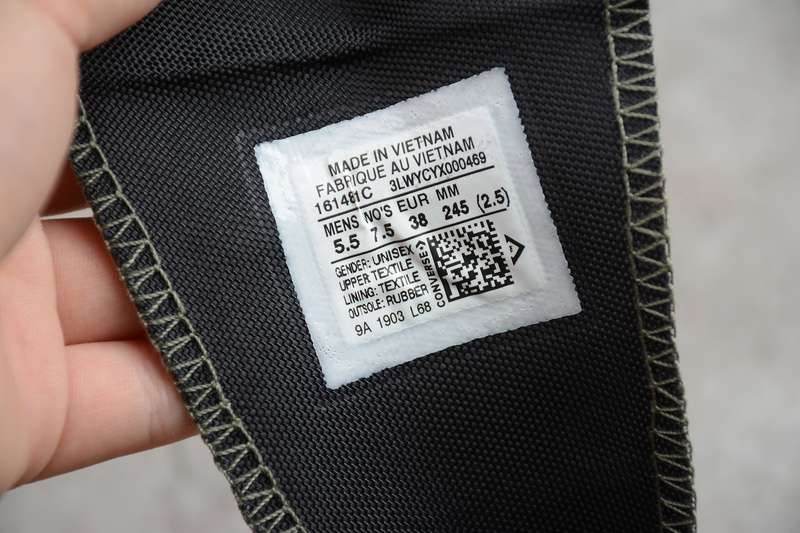 MADE IN VIETNAM
FABRIQUE AU VIETNAM
161481C 3LWYCYX000469
MENS NO'S EUR MM
5.5 7.5 38 245 (2.5)
GENDER: UNISEX
UPPER: TEXTILE
LINING: TEXTILE
OUTSOLE: RUBBER
CONVERSE
9A 1903 L68